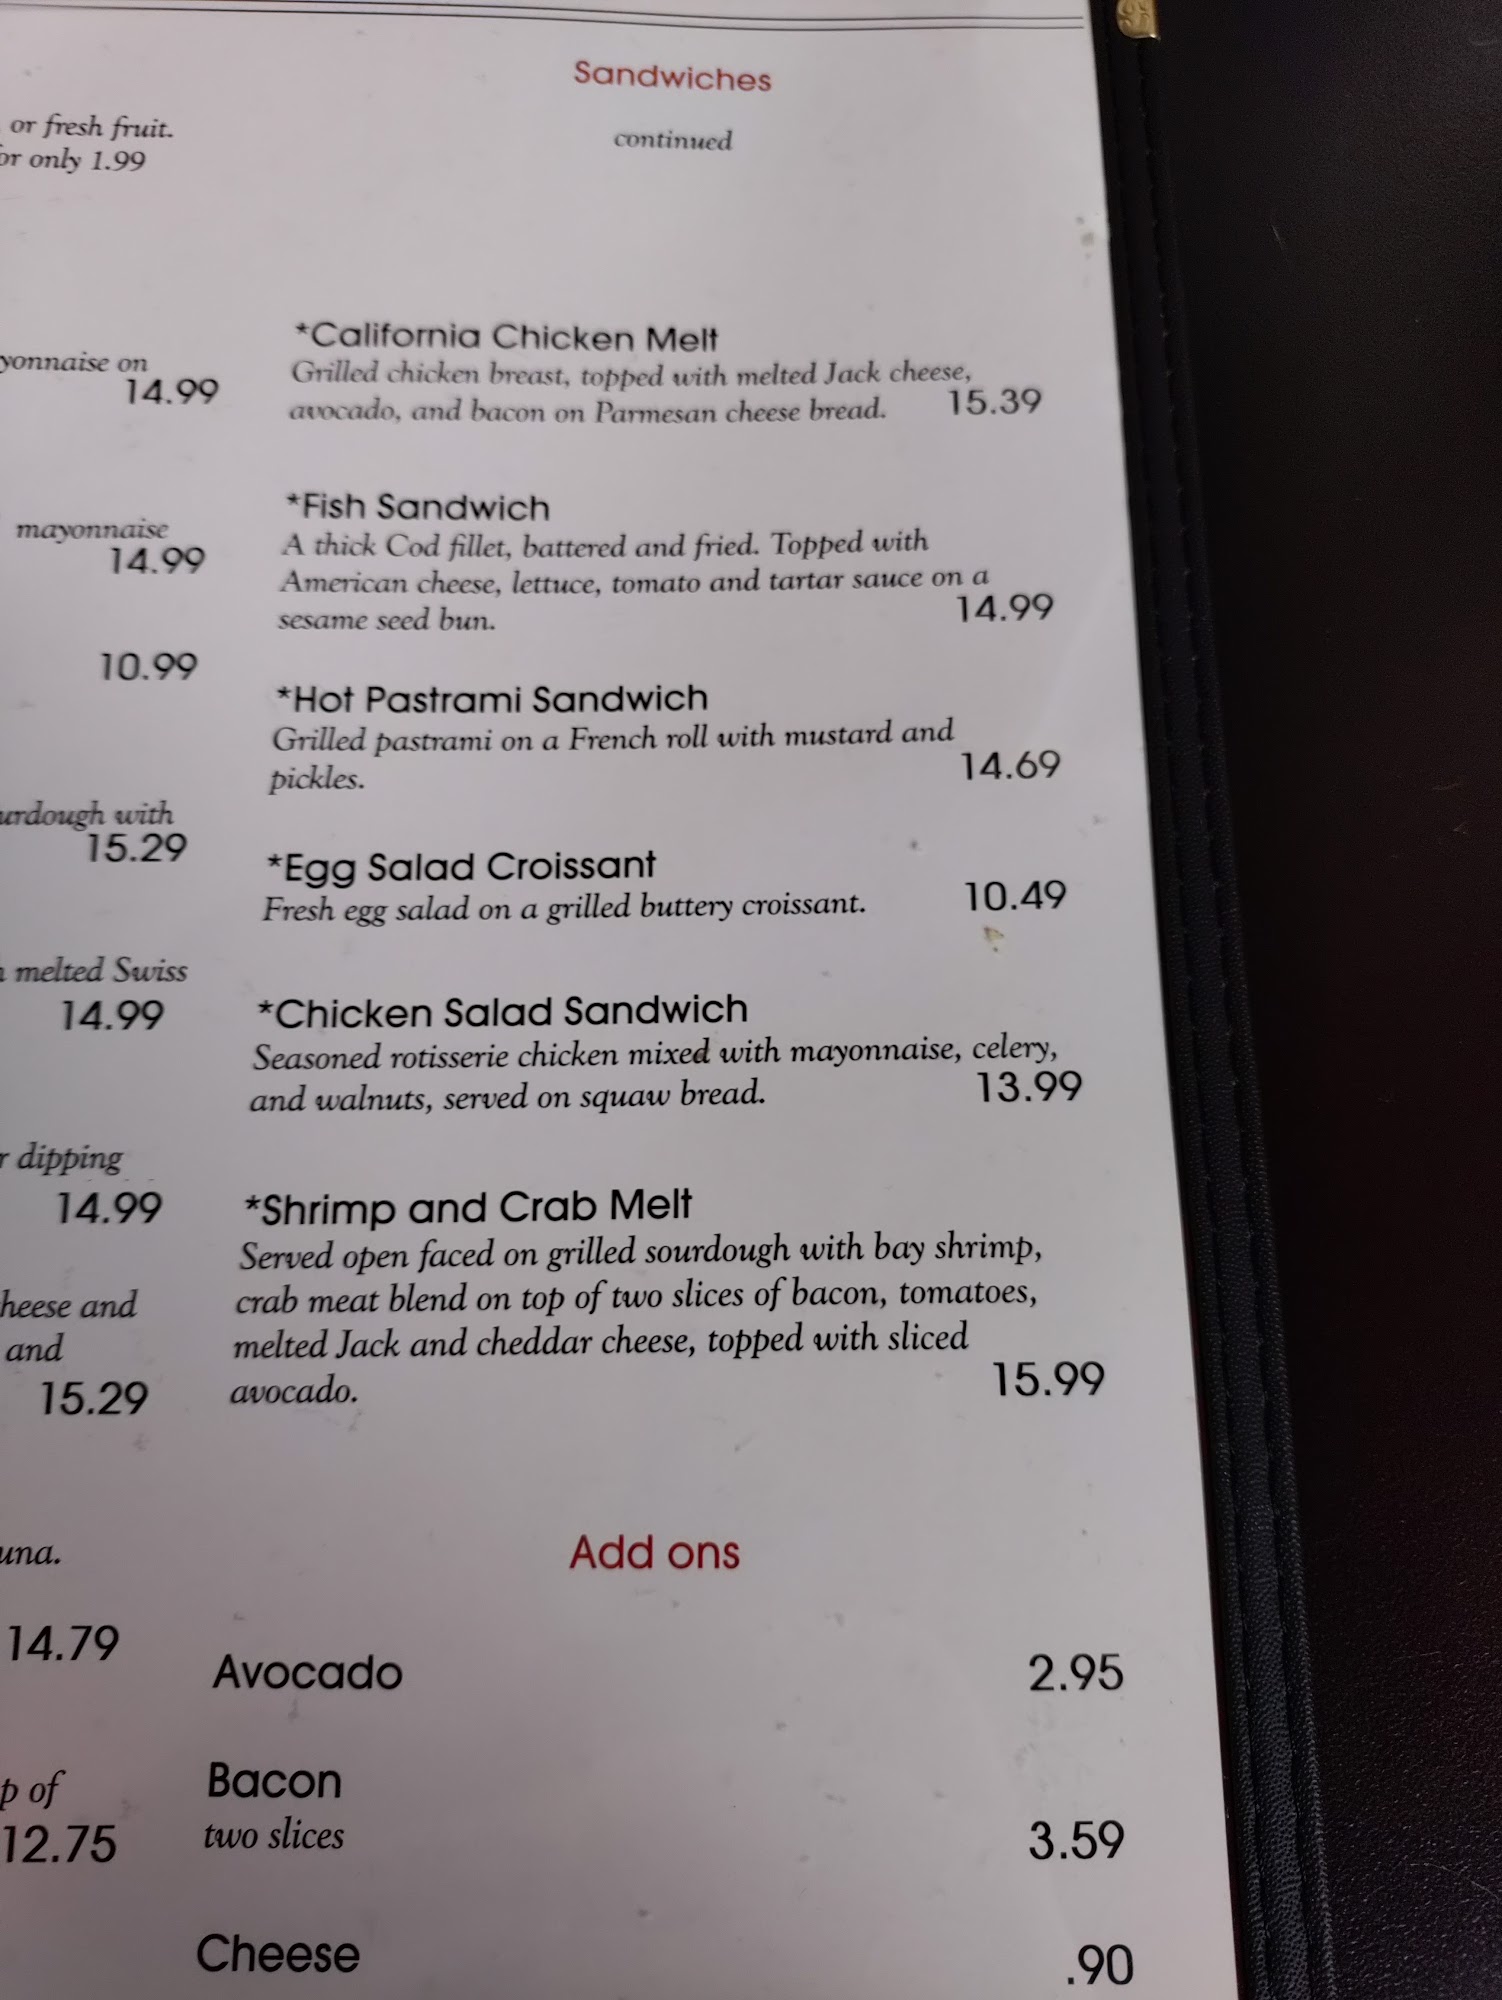 or fresh fruit.
or only 1.99
yonnaise on
14.99
mayonnaise
14.99
10.99
urdough with
15.29
melted Swiss
14.99
dipping
14.99
heese and
and
15.29
una.
14.79
p of
12.75
Sandwiches
continued
*California Chicken Melt
Grilled chicken breast, topped with melted Jack cheese,
avocado, and bacon on Parmesan cheese bread. 15.39
*Fish Sandwich
A thick Cod fillet, battered and fried. Topped with
American cheese, lettuce, tomato and tartar sauce on a
sesame seed bun. 14.99
*Hot Pastrami Sandwich
Grilled pastrami on a French roll with mustard and
pickles. 14.69
*Egg Salad Croissant
Fresh egg salad on a grilled buttery croissant. 10.49
*Chicken Salad Sandwich
Seasoned rotisserie chicken mixed with mayonnaise, celery,
and walnuts, served on squaw bread. 13.99
*Shrimp and Crab Melt
Served open faced on grilled sourdough with bay shrimp,
crab meat blend on top of two slices of bacon, tomatoes,
melted Jack and cheddar cheese, topped with sliced
avocado. 15.99
Add ons
Avocado 2.95
Bacon
two slices 3.59
Cheese .90